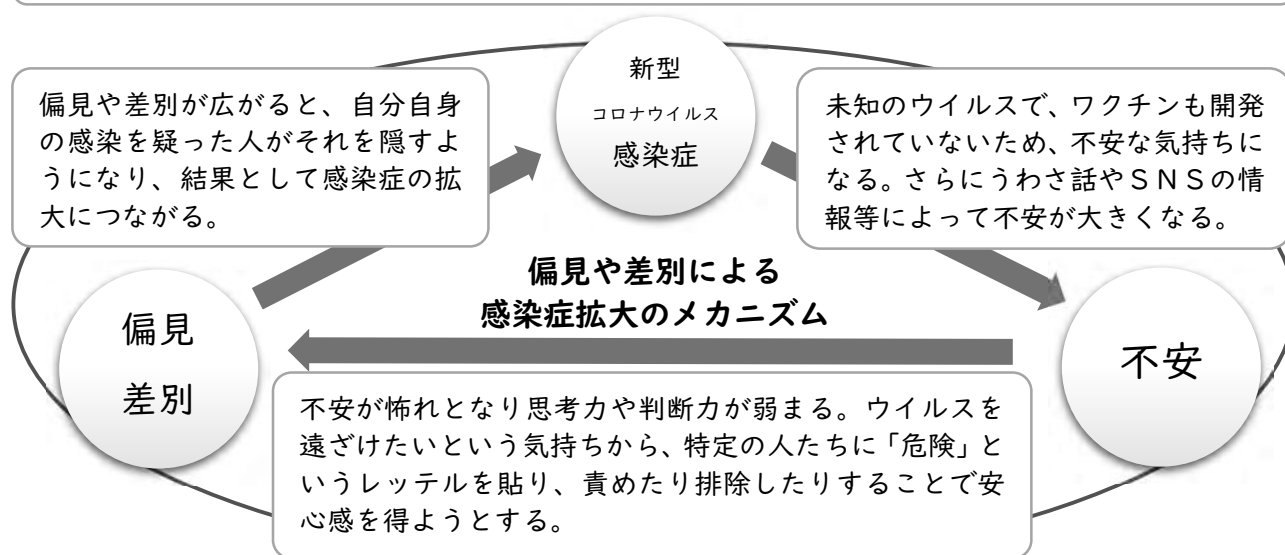 新型
コロナウイルス
感染症
偏見や差別が広がると、自分自身
の感染を疑った人がそれを隠すよ
うになり、結果として感染症の拡
大につながる。
未知のウイルスで、ワクチンも開発
されていないため、不安な気持ちに
なる。さらにうわさ話やＳＮＳの情
報等によって不安が大きくなる。
偏見や差別による
感染症拡大のメカニズム
偏見
差別
不安
不安が怖れとなり思考力や判断力が弱まる。ウイルスを
遠ざけたいという気持ちから、特定の人たちに「危険」と
いうレッテルを貼り、責めたり排除したりすることで安
心感を得ようとする。